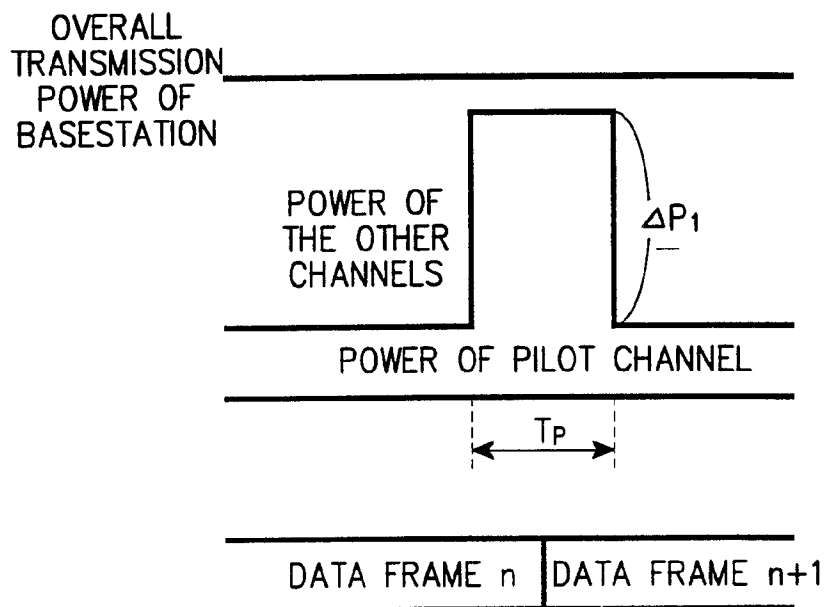 OVERALL
TRANSMISSION
POWER OF
BASESTATION
POWER OF
THE OTHER
CHANNELS
△P1
POWER OF PILOT CHANNEL
TP
DATA FRAME n
DATA FRAME n+1